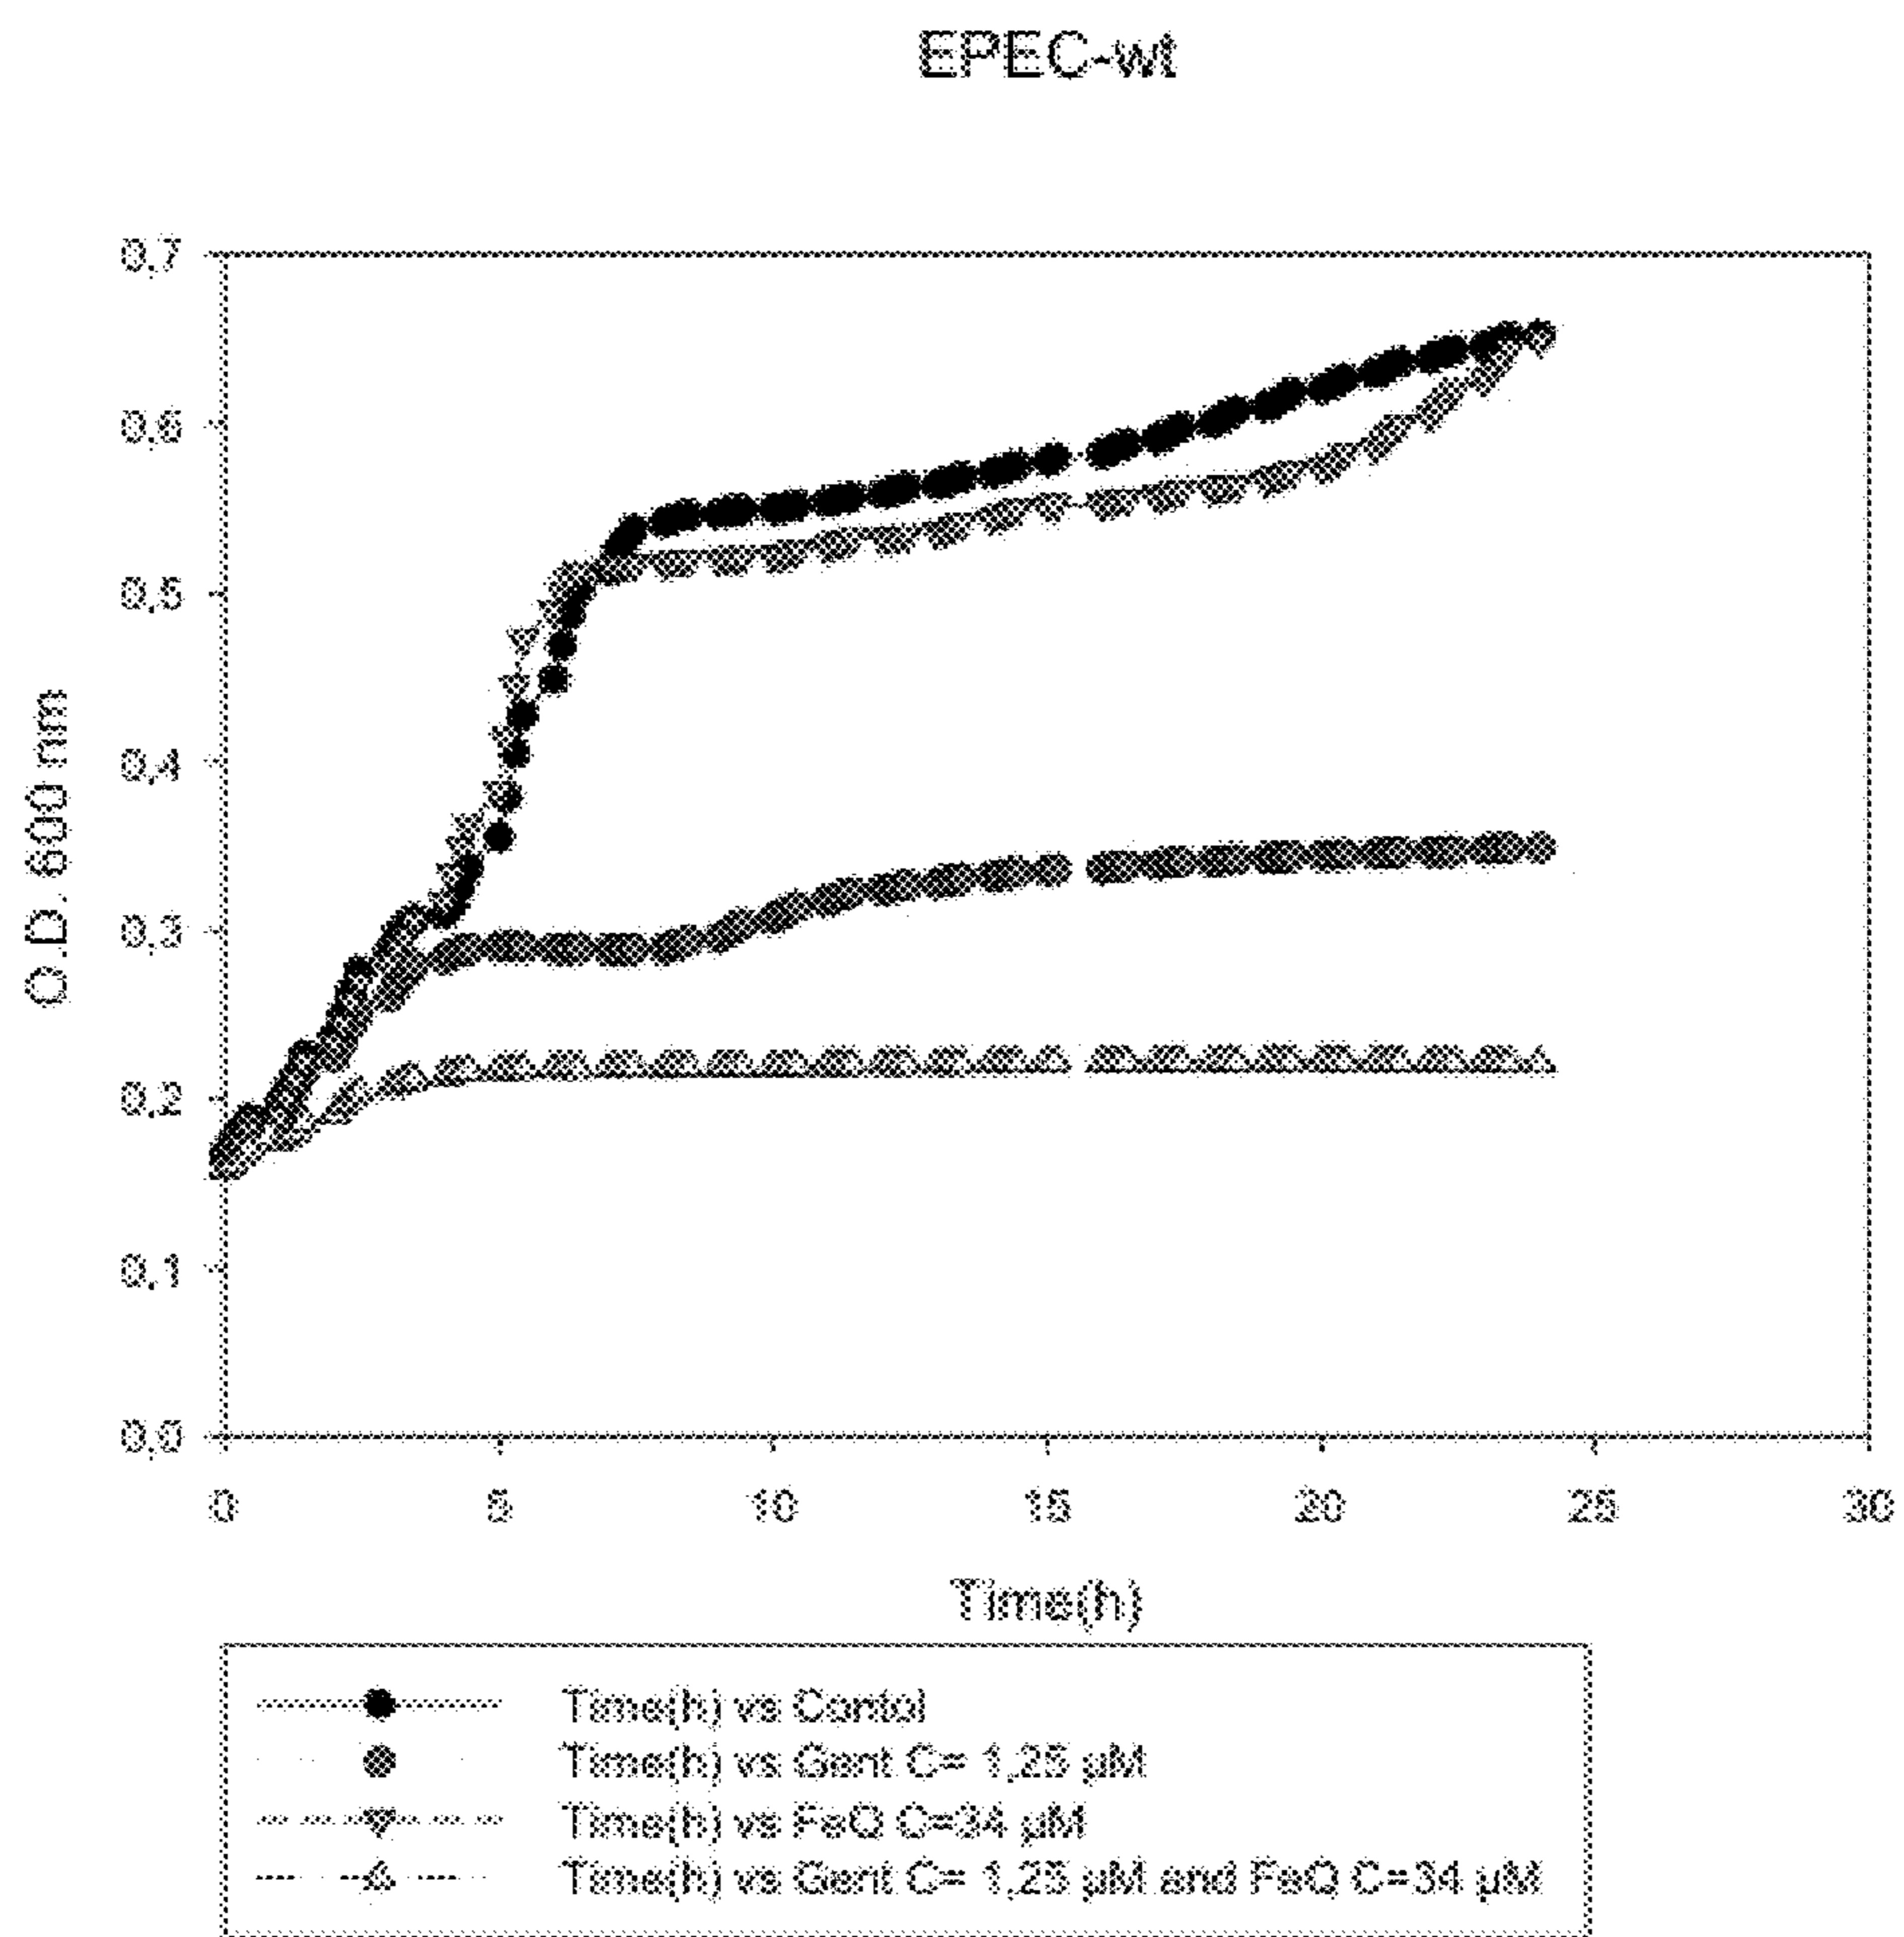 EPEC-wt
0,7
0,6
0,5
0,4
0,3
0,2
0,1
0,0
O.D. 600 nm
0 5 10 15 20 25 30
Time(h)
Time(h) vs Contol
Time(h) vs Gent C= 1,25 µM
Time(h) vs FeQ C=34 µM
Time(h) vs Gent C= 1,25 µM and FeQ C=34 µM